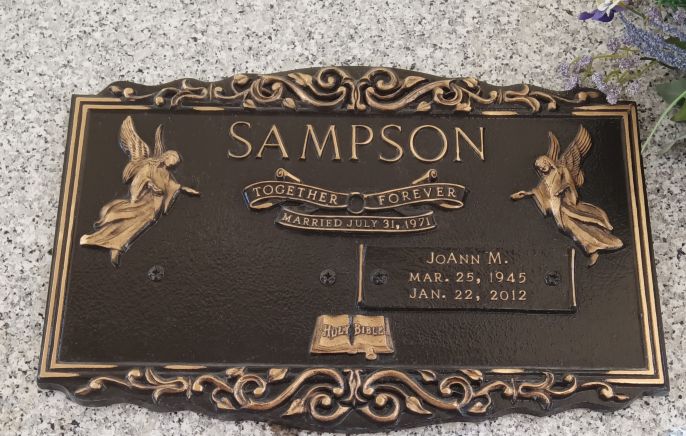 SAMPSON
TOGETHER FOREVER
MARRIED JULY 31, 1971
JOANN M.
MAR. 25, 1945
JAN. 22, 2012
HOLY BIBLE